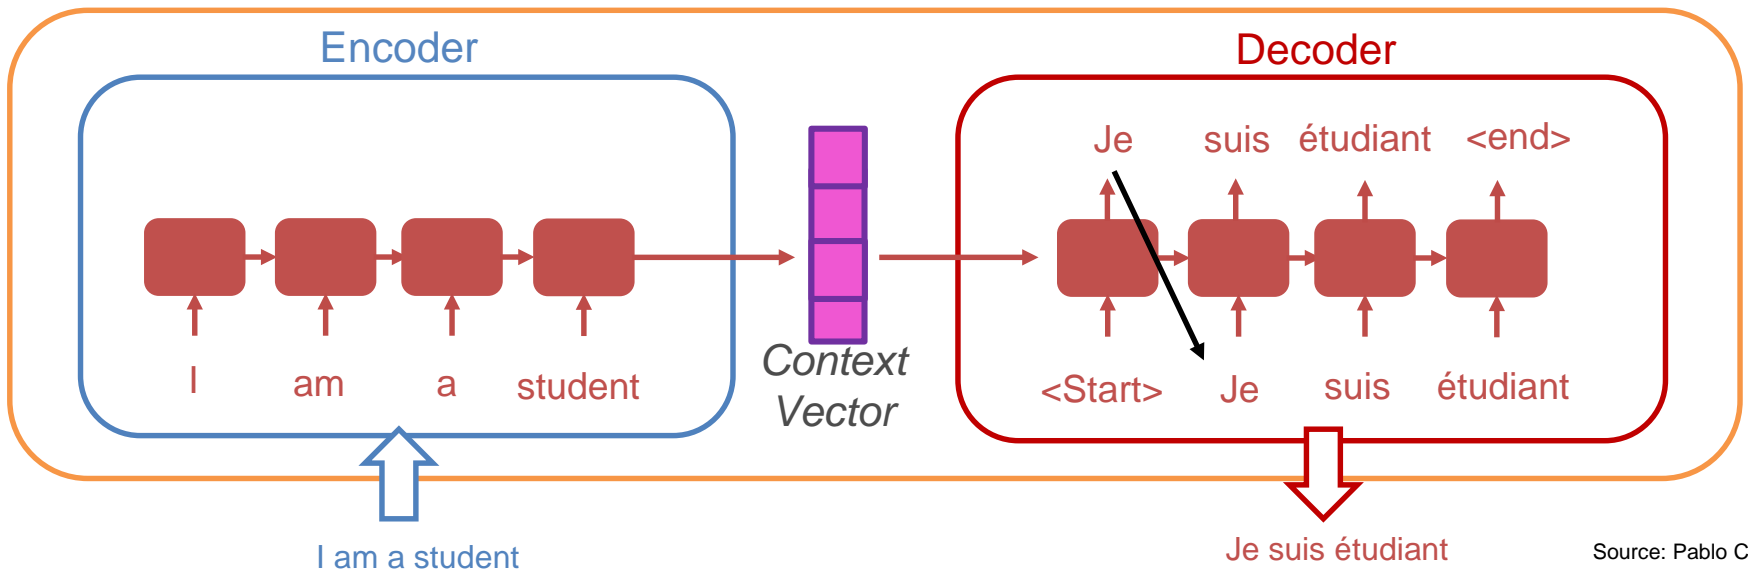 Encoder
Decoder
Je suis étudiant <end>
I am a student
Context
Vector
<Start> Je suis étudiant
I am a student
Je suis étudiant
Source: Pablo C